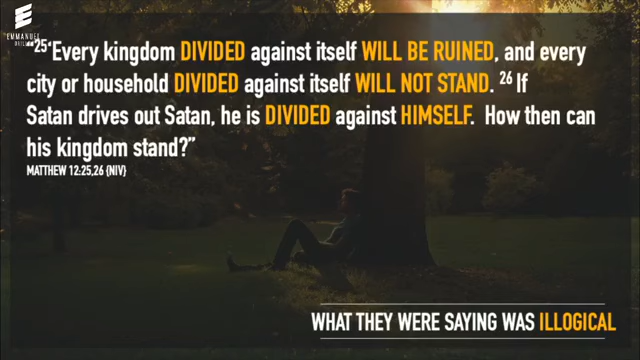 EMMANUEL
"²⁵“Every kingdom DIVIDED against itself WILL BE RUINED, and every
city or household DIVIDED against itself WILL NOT STAND. ²⁶ If
Satan drives out Satan, he is DIVIDED against HIMSELF. How then can
his kingdom stand?”
MATTHEW 12:25,26 {NIV}
WHAT THEY WERE SAYING WAS ILLOGICAL